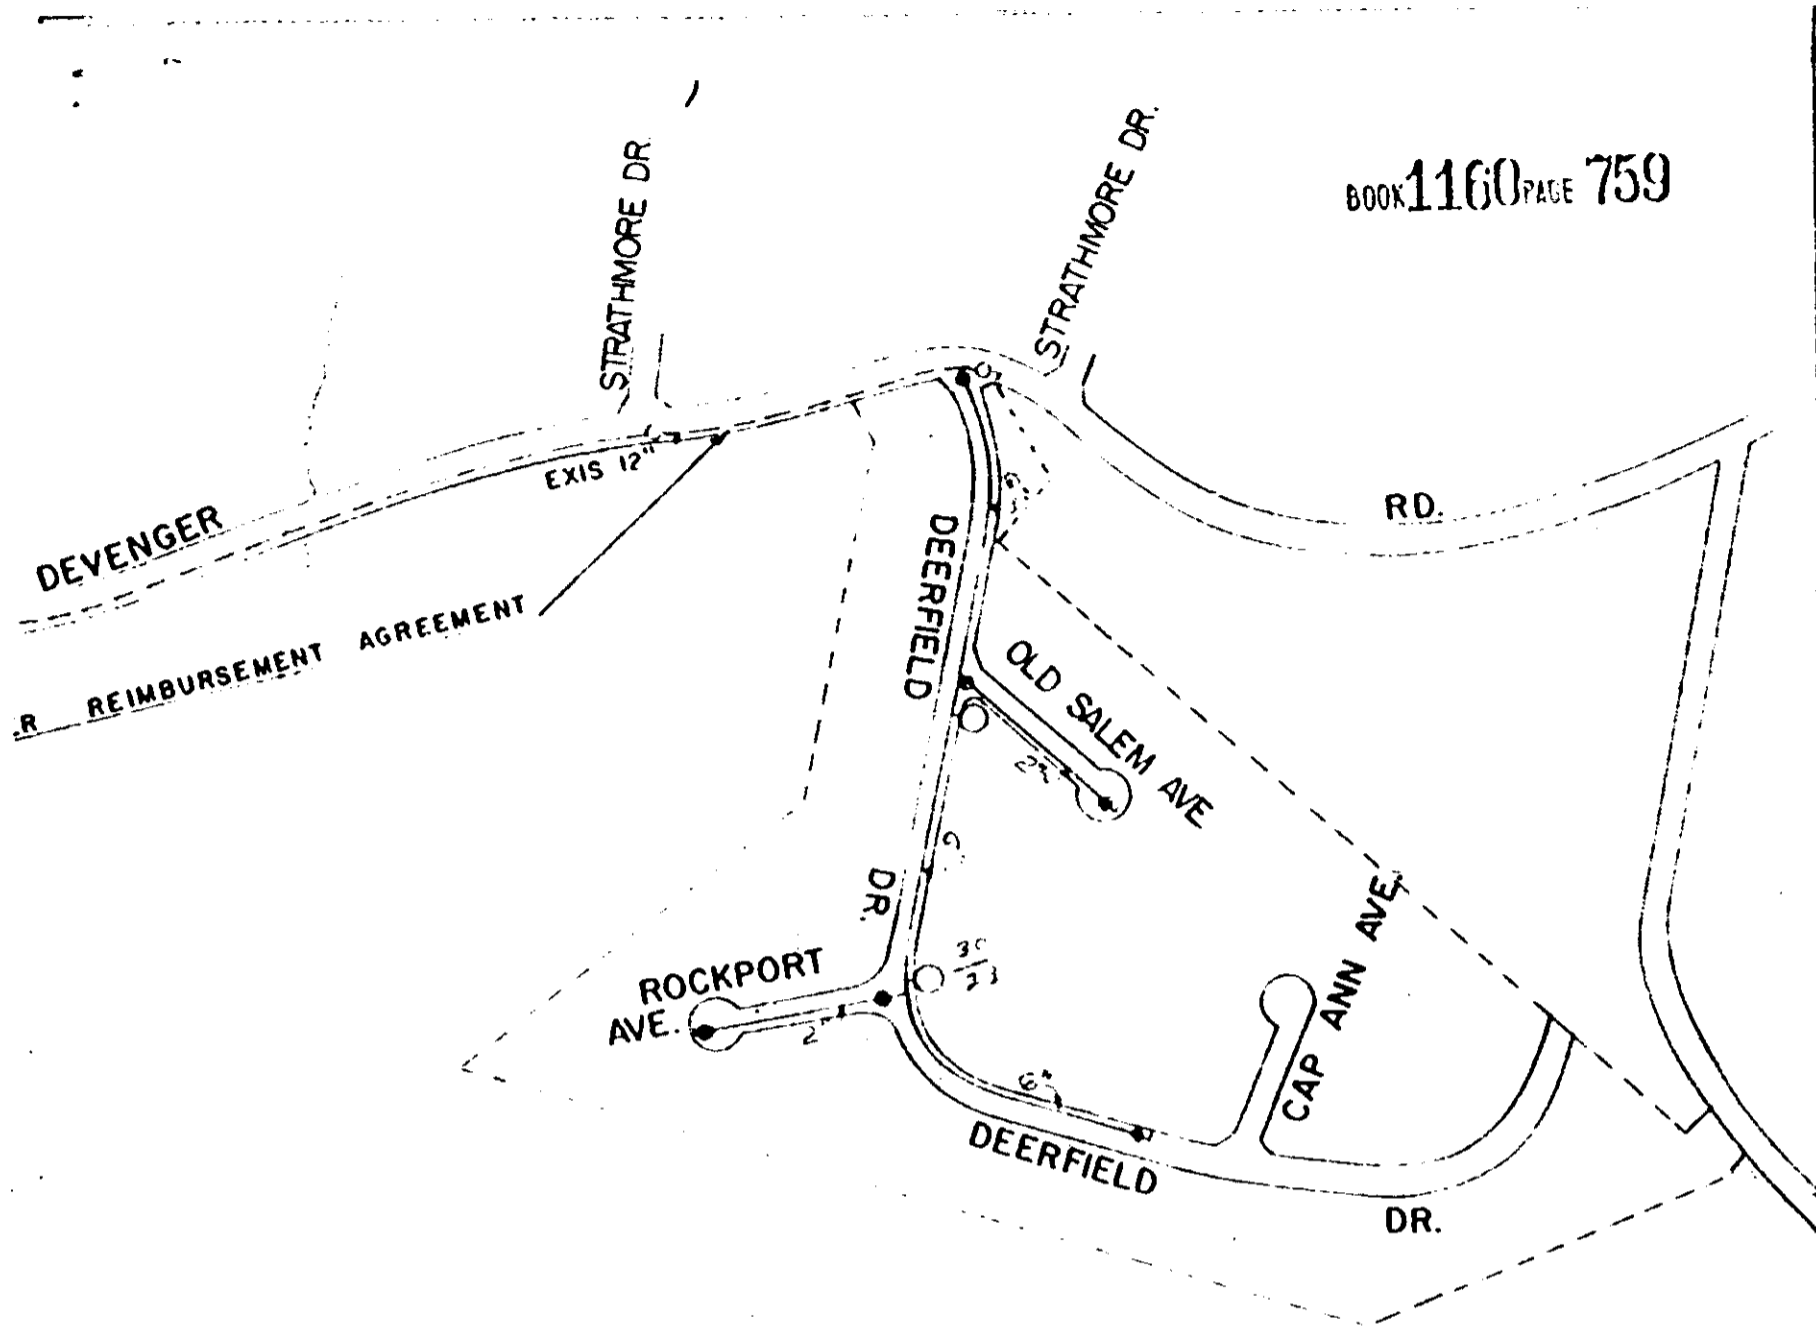 BOOK 1160 PAGE 759
STRATHMORE DR.
STRATHMORE DR.
EXIS 12"
DEVENGER
RD.
R REIMBURSEMENT AGREEMENT
DEERFIELD
DR.
OLD SALEM AVE
ROCKPORT
AVE.
2"
6"
CAP ANN AVE.
DEERFIELD
DR.